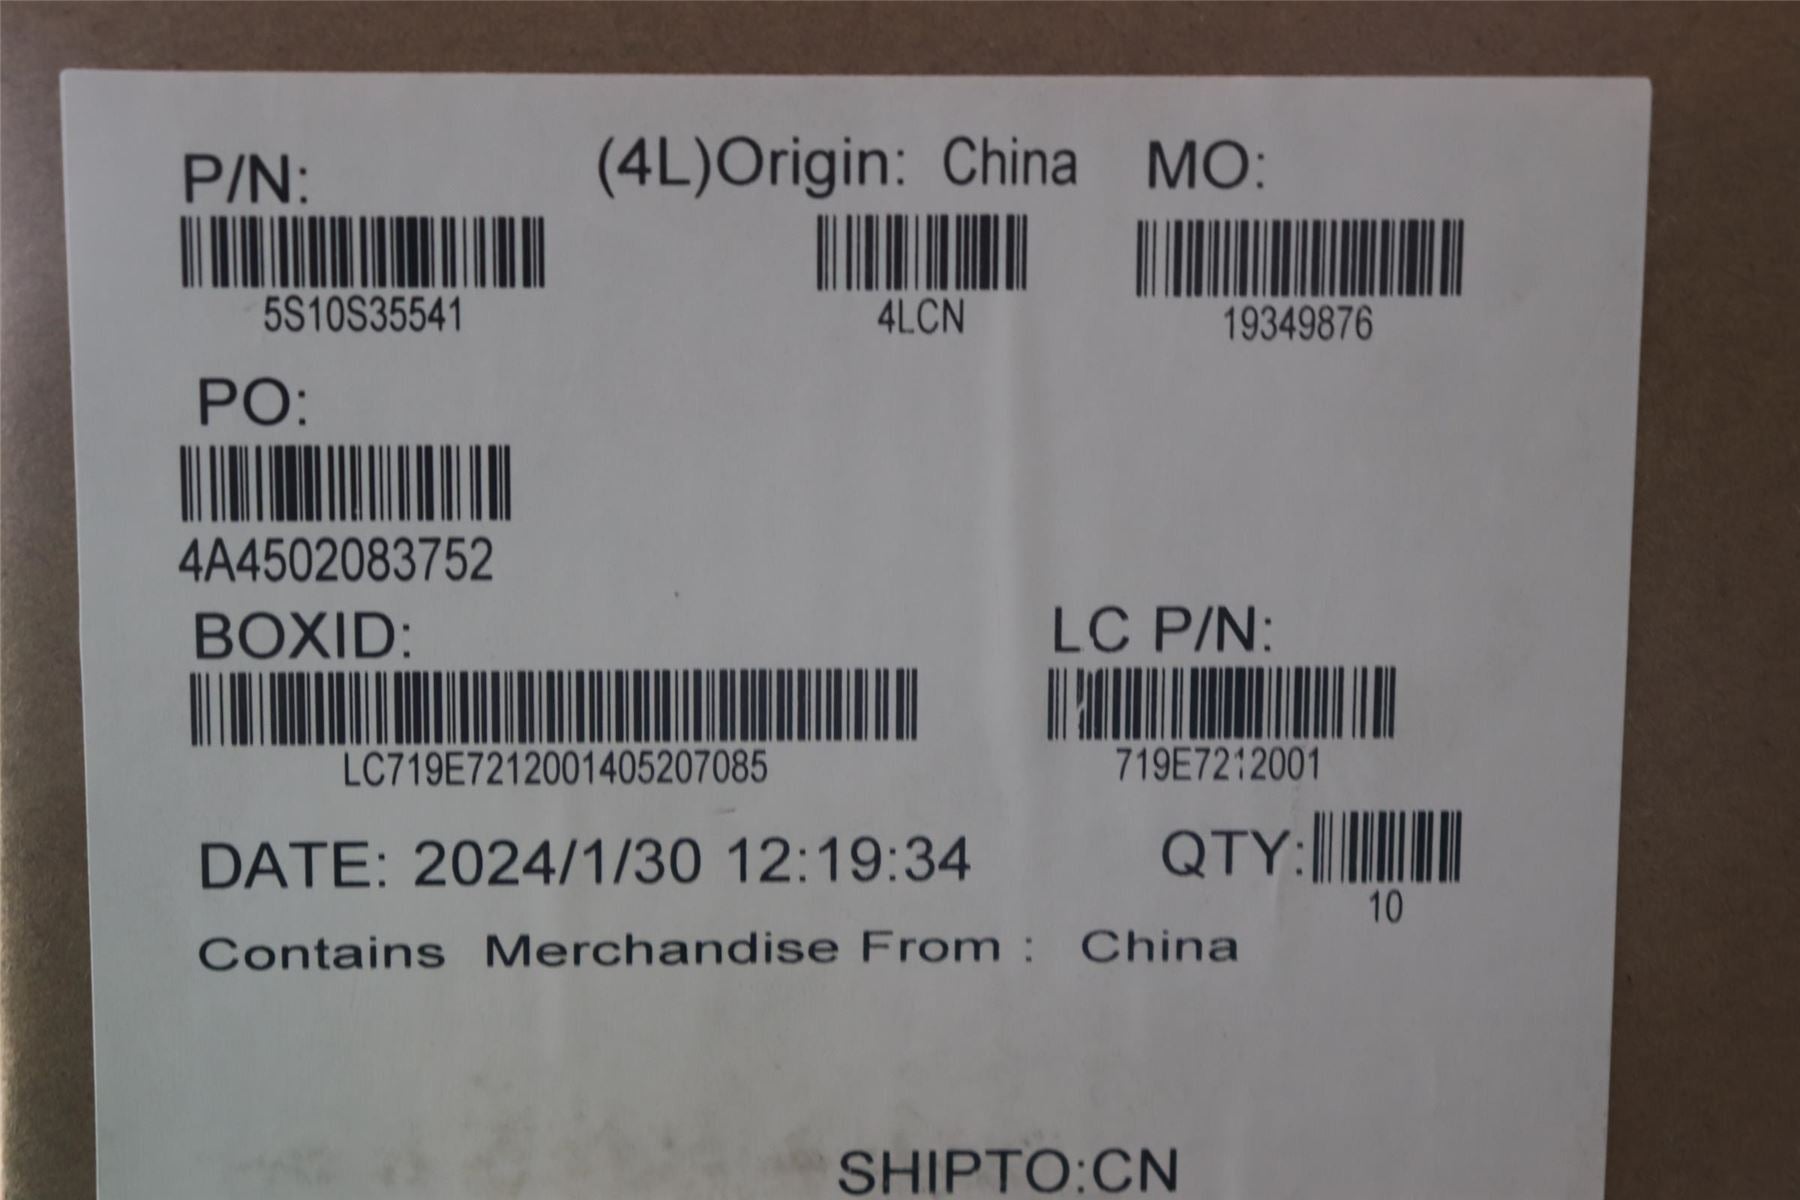 P/N: (4L)Origin: China MO:
5S10S35541 4LCN 19349876
PO:
4A4502083752
BOXID: LC P/N:
LC719E7212001405207085 719E7212001
DATE: 2024/1/30 12:19:34 QTY:
10
Contains Merchandise From : China
SHIPTO:CN